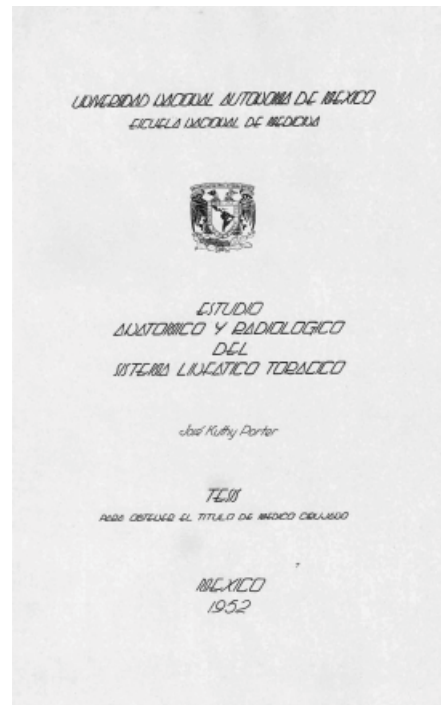 UNIVERSIDAD NACIONAL AUTONOMA DE MEXICO
ESCUELA NACIONAL DE MEDICINA
ESTUDIO
ANATOMICO Y RADIOLOGICO
DEL
SISTEMA LINFATICO TORACICO
José Kuthy Porter
TESIS
PARA OBTENER EL TITULO DE MEDICO CIRUJANO
MEXICO
1952